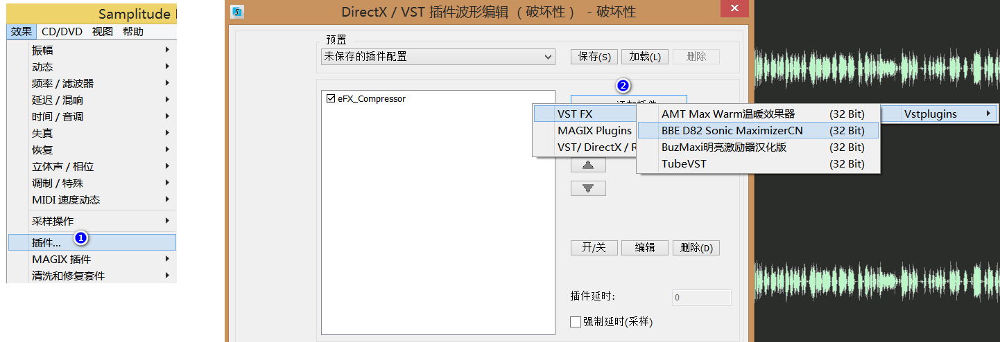 Samplitude
效果 CD/DVD 视图 帮助
振幅
动态
频率 / 滤波器
延迟 / 混响
时间 / 音调
失真
恢复
立体声 / 相位
调制 / 特殊
MIDI 速度动态
采样操作
插件... 1
MAGIX 插件
清洗和修复套件
DirectX / VST 插件波形编辑 （破坏性） - 破坏性
预置
未保存的插件配置 保存(S) 加载(L) 删除
2
eFX_Compressor
VST FX
MAGIX Plugins
VST/ DirectX / R
AMT Max Warm温暖效果器 (32 Bit)
BBE D82 Sonic MaximizerCN (32 Bit)
BuzMaxi明亮激励器汉化版 (32 Bit)
TubeVST (32 Bit)
Vstplugins
开/关 编辑 删除(D)
插件延时: 0
强制延时(采样)